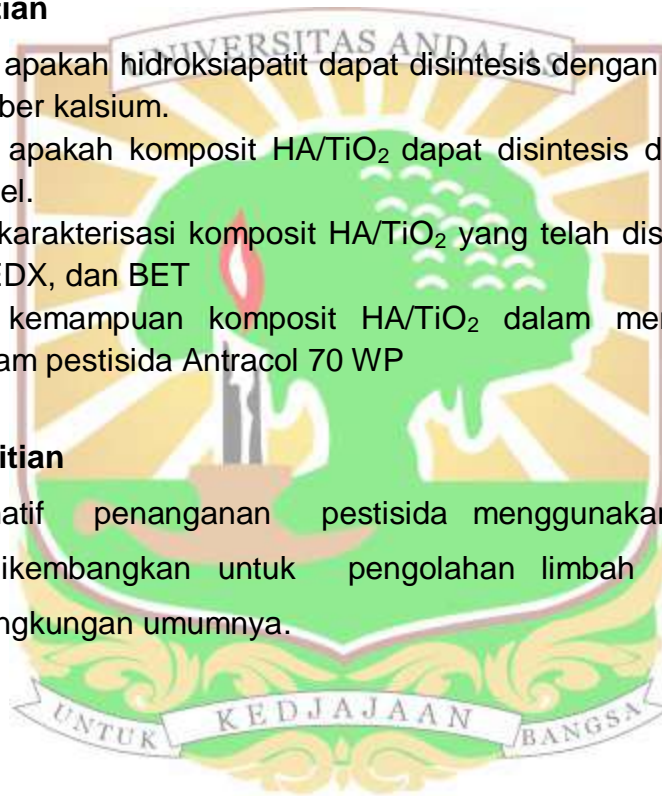 tian
UNIVERSITAS ANDALAS
apakah hidroksiapatit dapat disintesis dengan
ber kalsium.
apakah komposit HA/TiO₂ dapat disintesis d
el.
karakterisasi komposit HA/TiO₂ yang telah dis
EDX, dan BET
kemampuan komposit HA/TiO₂ dalam mer
am pestisida Antracol 70 WP
itian
atif penanganan pestisida menggunakan
ikembangkan untuk pengolahan limbah
ngkungan umumnya.
UNTUK KEDJAJAAN BANGSA